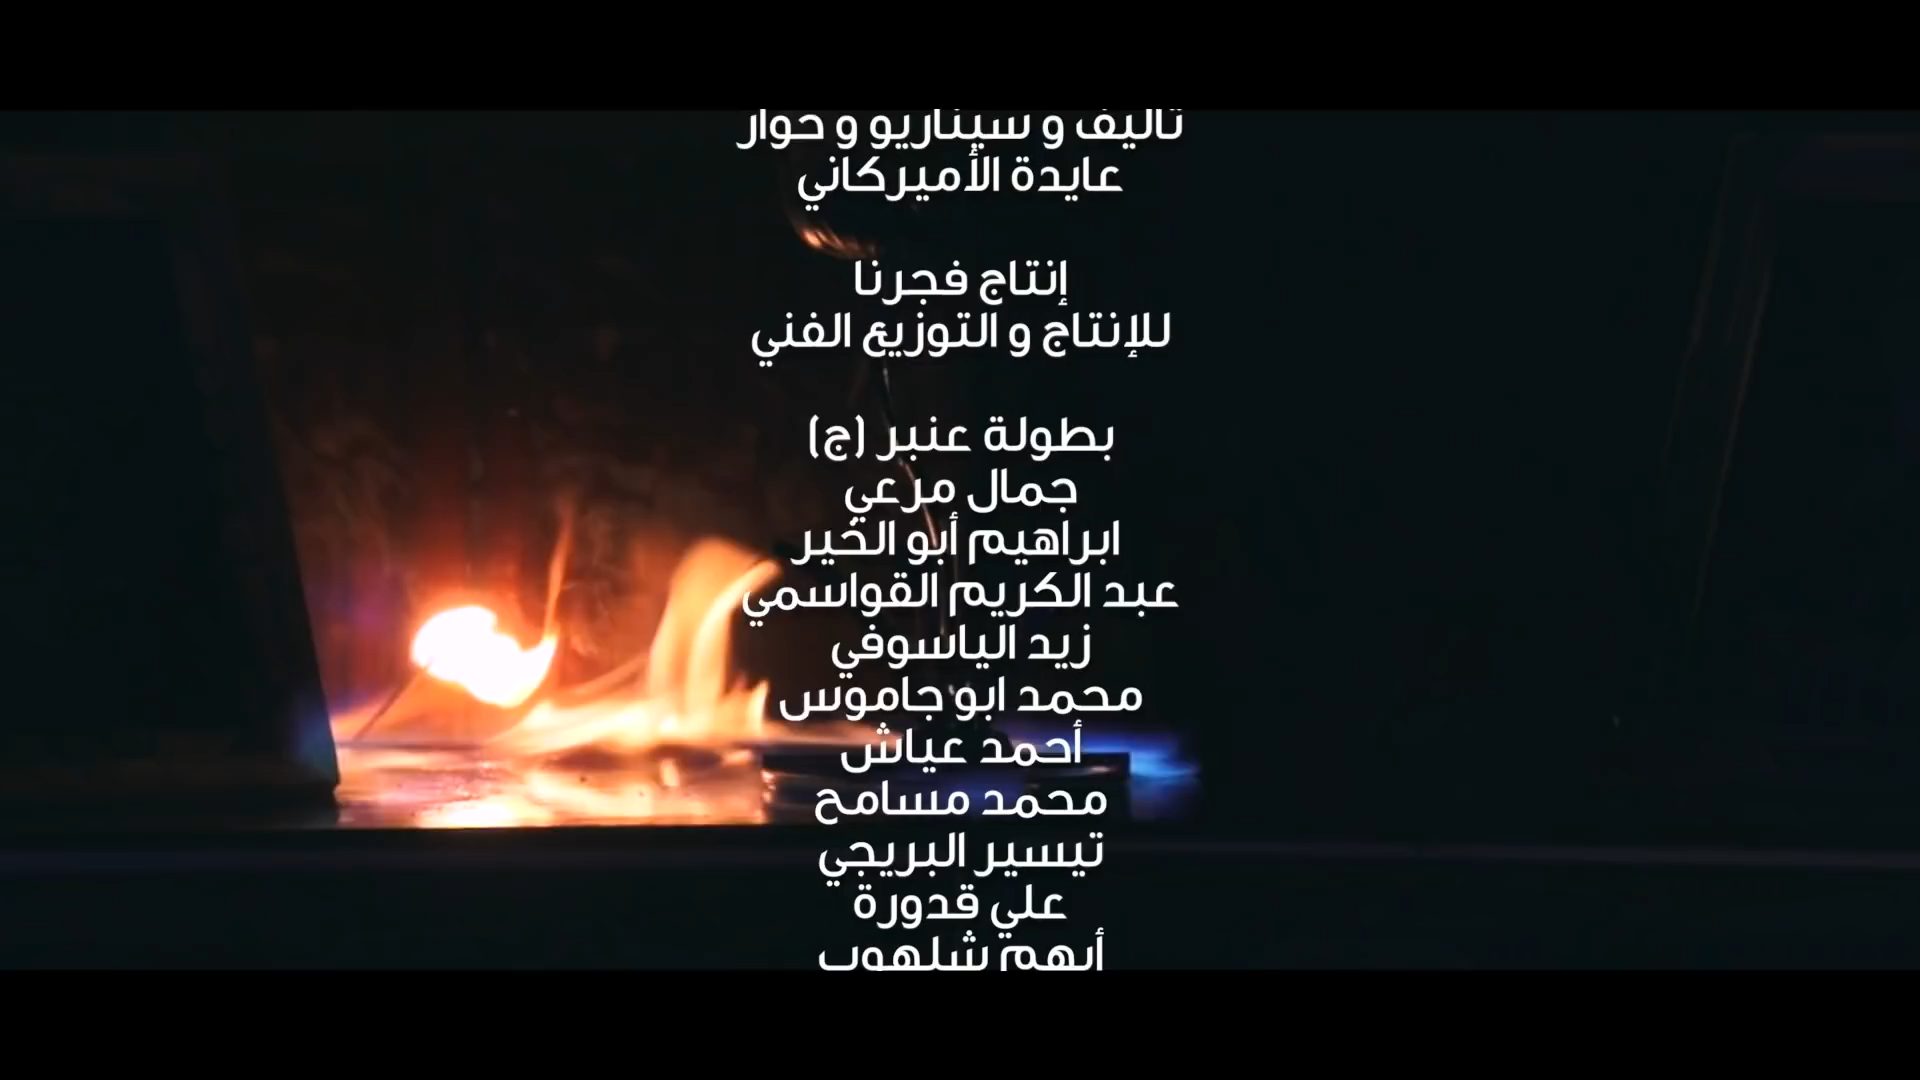 تأليف و سيناريو و حوار
عايدة الأميركاني
إنتاج فجرنا
للإنتاج و التوزيع الفني
بطولة عنبر (ج)
جمال مرعي
ابراهيم أبو الخير
عبد الكريم القواسمي
زيد الياسوفي
محمد ابو جاموس
أحمد عياش
محمد مسامح
تيسير البريجي
علي قدورة
أيهم شلهوب